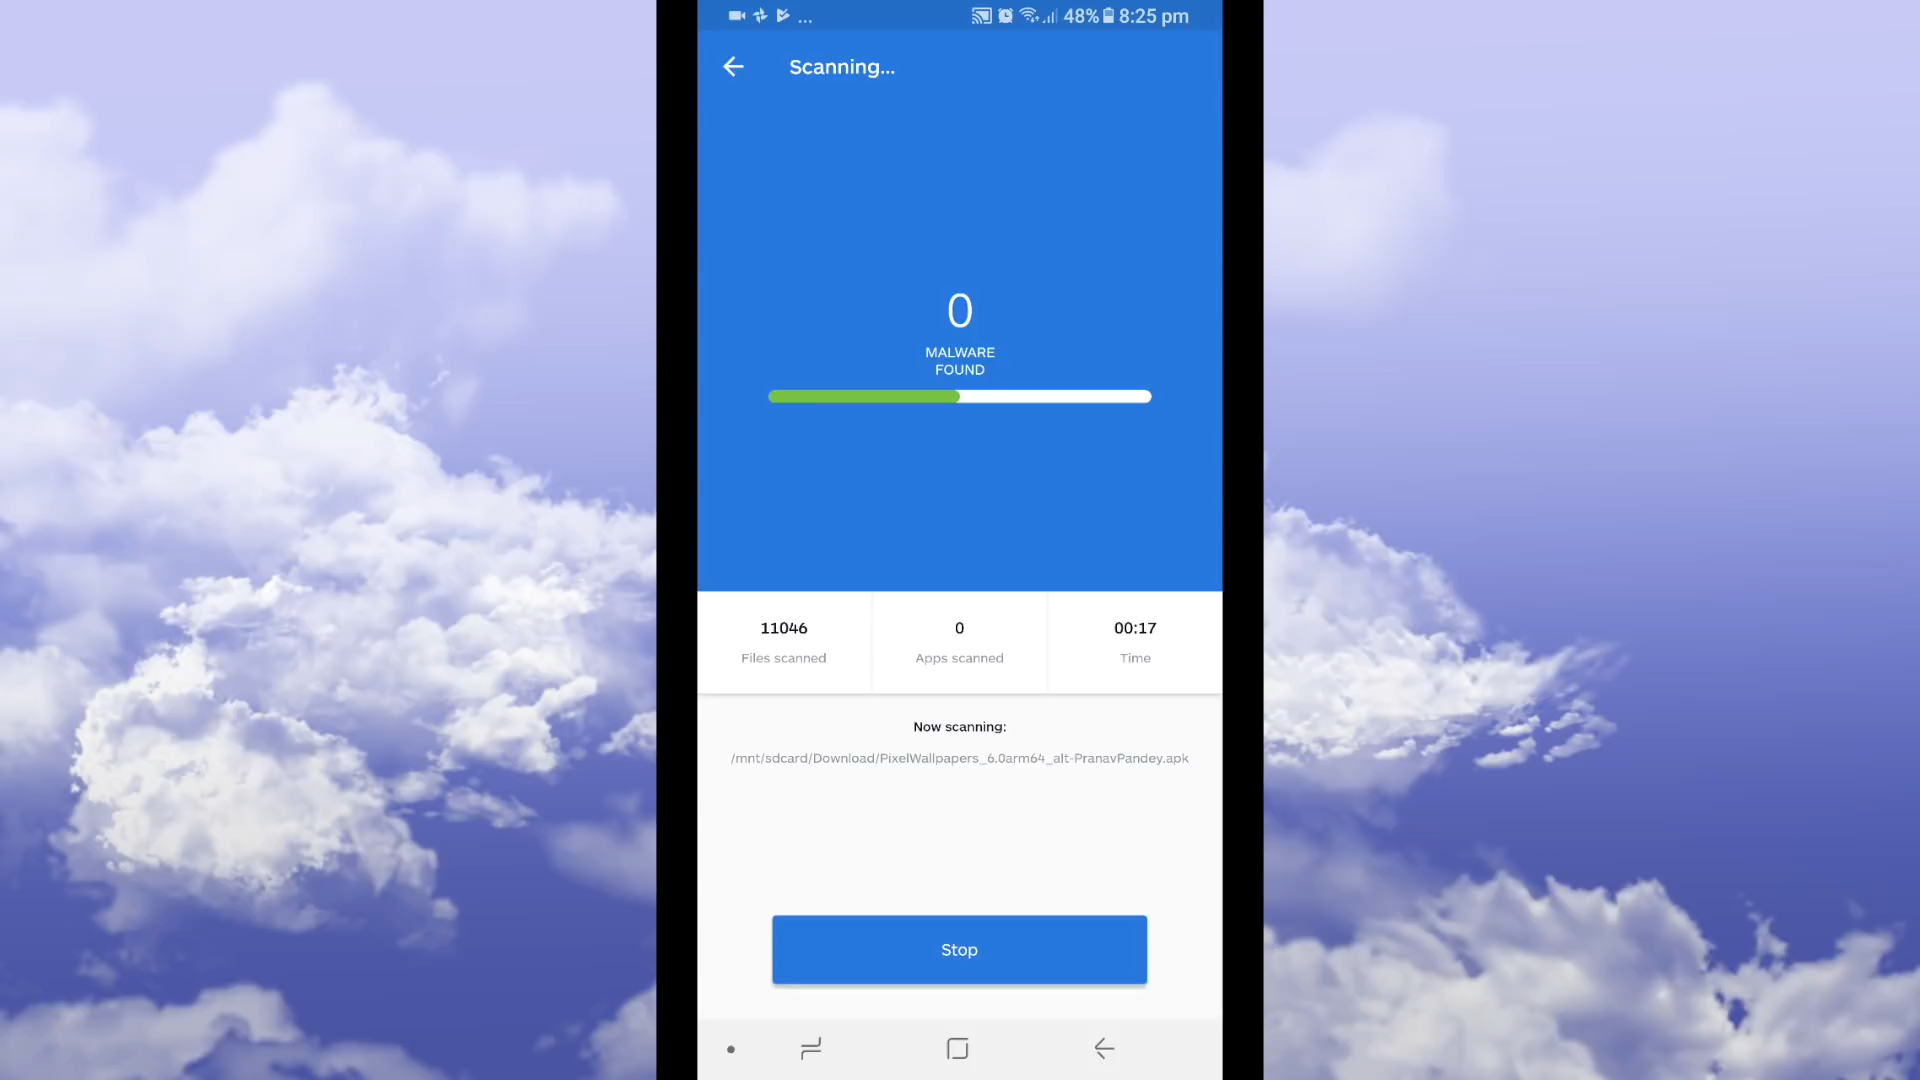 ... 48% 8:25 pm
Scanning...
0
MALWARE
FOUND
11046 0 00:17
Files scanned Apps scanned Time
Now scanning:
/mnt/sdcard/Download/PixelWallpapers_6.0arm64_alt-PranavPandey.apk
Stop